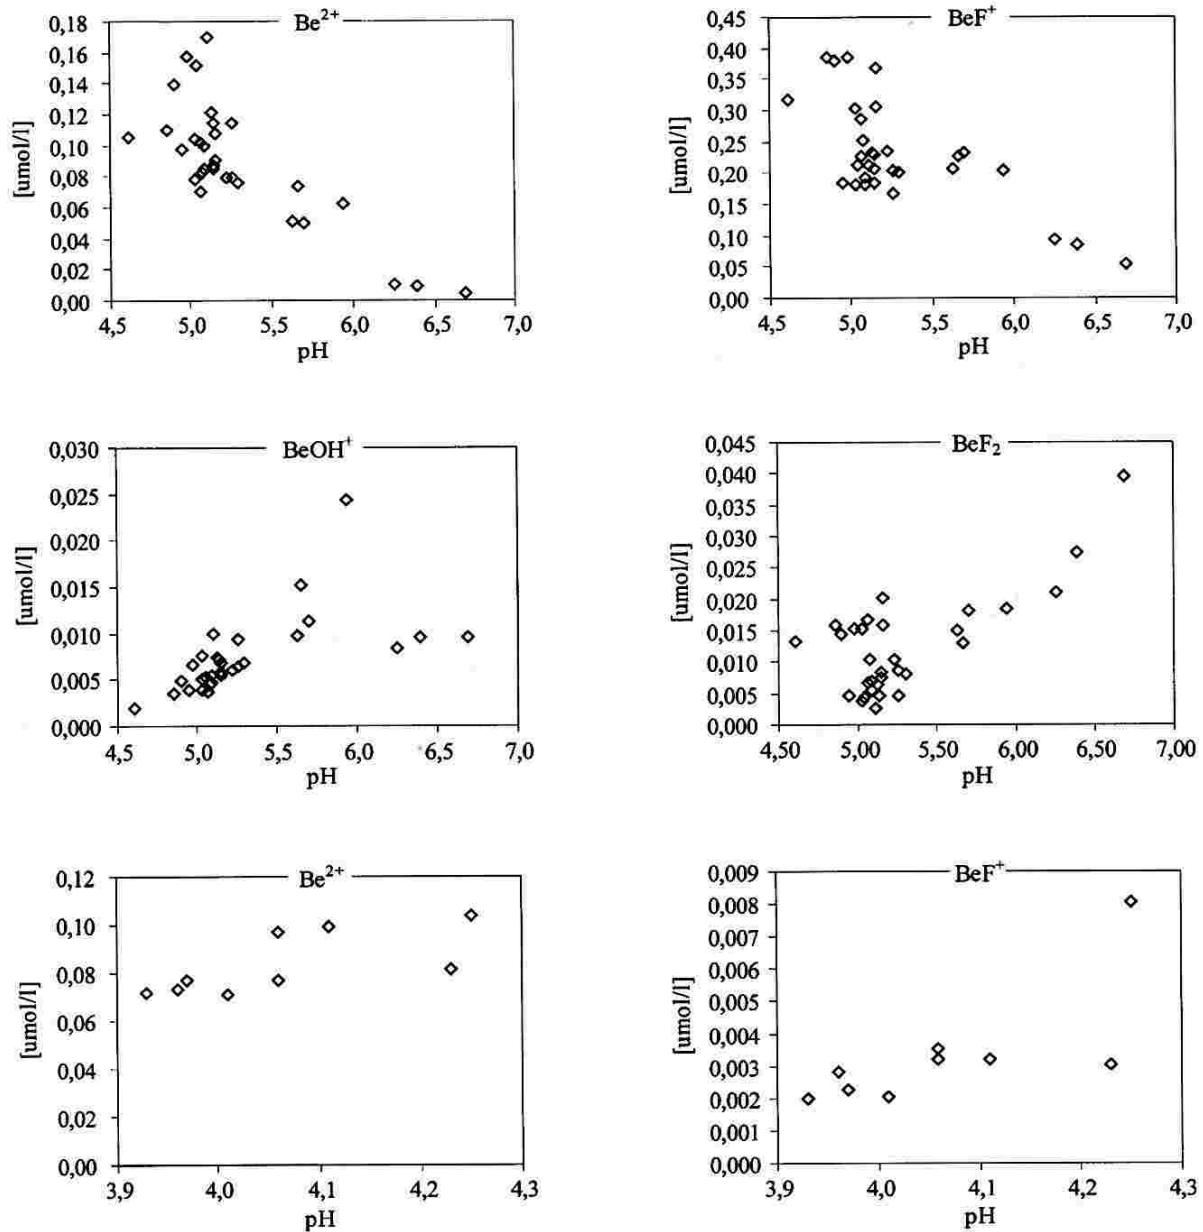 Be²⁺
0,18
0,16
0,14
0,12
0,10
0,08
0,06
0,04
0,02
0,00
[umol/l]
4,5 5,0 5,5 6,0 6,5 7,0
pH
BeF⁺
0,45
0,40
0,35
0,30
0,25
0,20
0,15
0,10
0,05
0,00
[umol/l]
4,5 5,0 5,5 6,0 6,5 7,0
pH
BeOH⁺
0,030
0,025
0,020
0,015
0,010
0,005
0,000
[umol/l]
4,5 5,0 5,5 6,0 6,5 7,0
pH
BeF₂
0,045
0,040
0,035
0,030
0,025
0,020
0,015
0,010
0,005
0,000
[umol/l]
4,50 5,00 5,50 6,00 6,50 7,00
pH
Be²⁺
0,12
0,10
0,08
0,06
0,04
0,02
0,00
[umol/l]
3,9 4,0 4,1 4,2 4,3
pH
BeF⁺
0,009
0,008
0,007
0,006
0,005
0,004
0,003
0,002
0,001
0,000
[umol/l]
3,9 4,0 4,1 4,2 4,3
pH